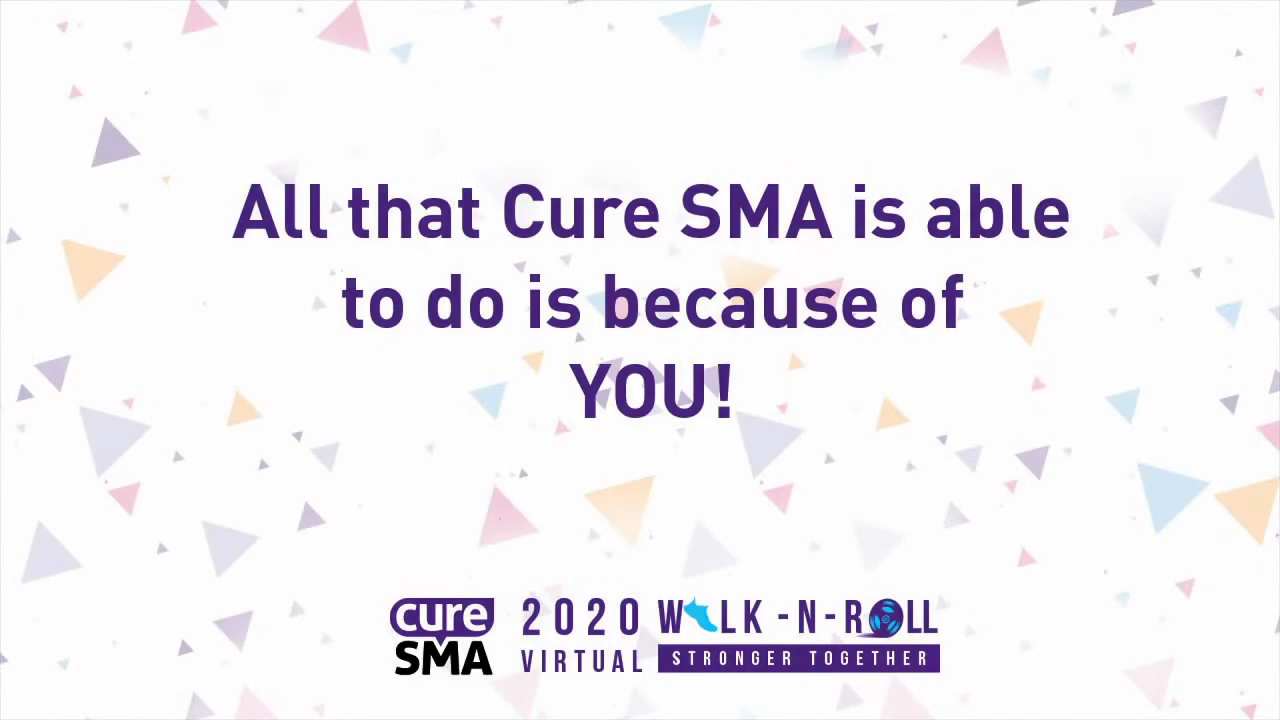 All that Cure SMA is able
to do is because of
YOU!
cure
SMA
2020 WALK-N-ROLL
VIRTUAL STRONGER TOGETHER